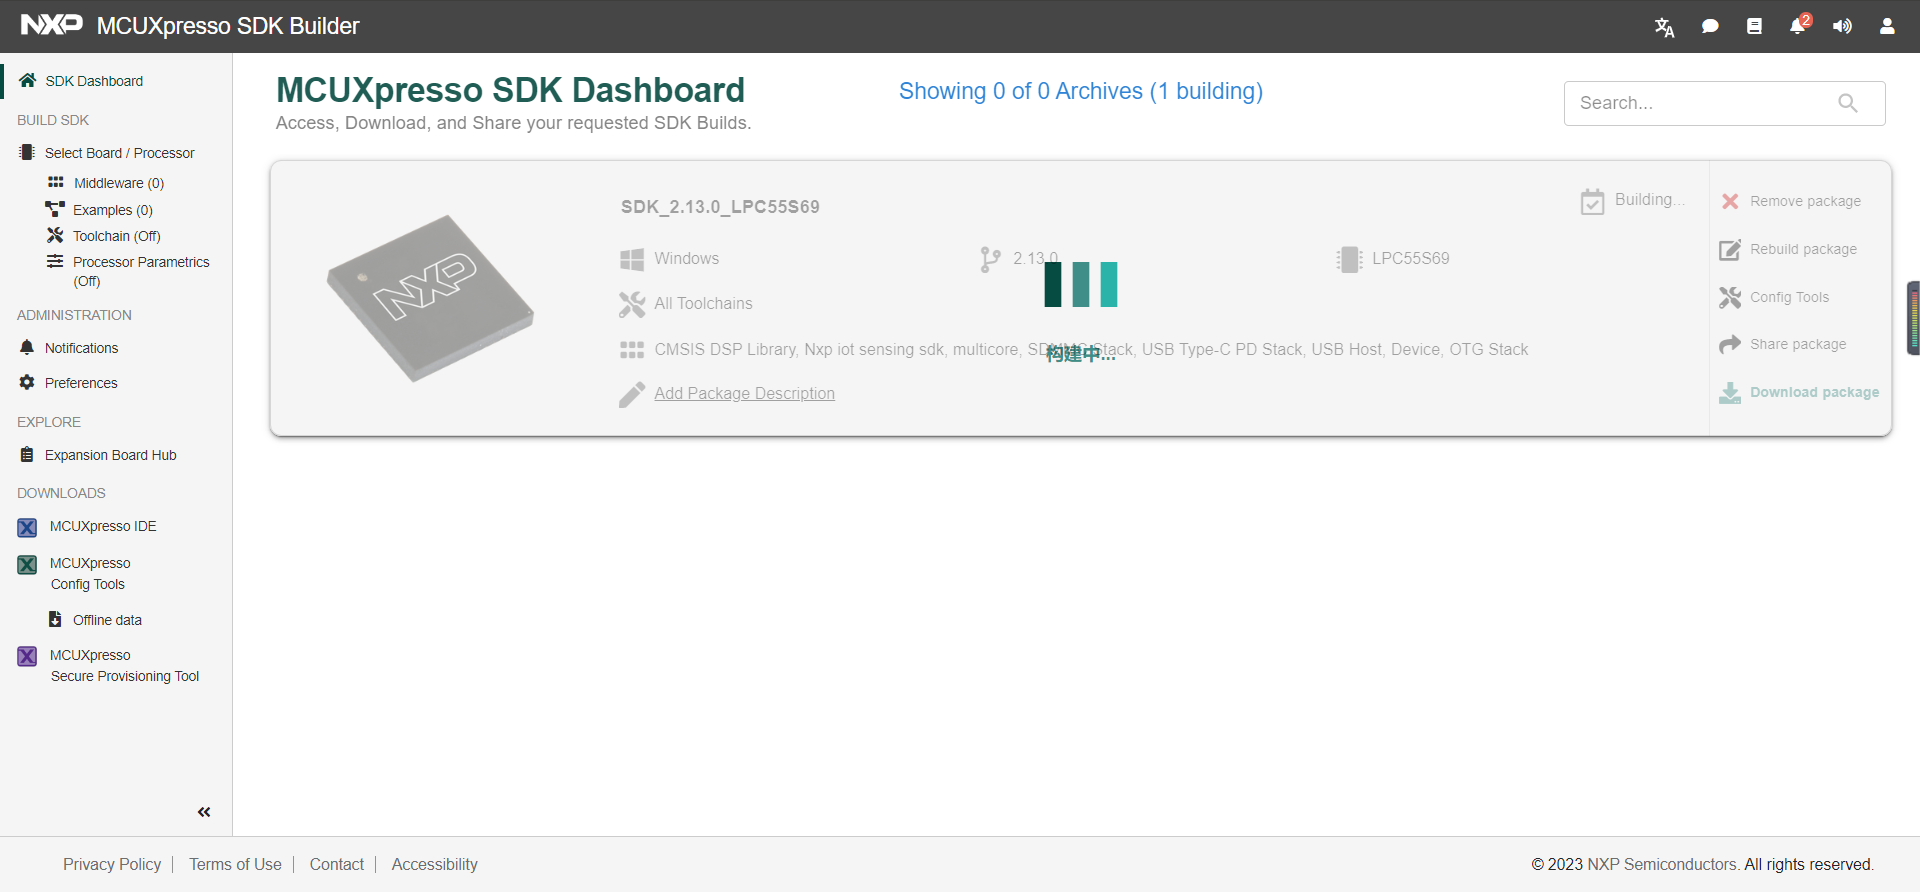 NXP MCUXpresso SDK Builder
2
SDK Dashboard
BUILD SDK
Select Board / Processor
Middleware (0)
Examples (0)
Toolchain (Off)
Processor Parametrics
(Off)
ADMINISTRATION
Notifications
Preferences
EXPLORE
Expansion Board Hub
DOWNLOADS
MCUXpresso IDE
MCUXpresso
Config Tools
Offline data
MCUXpresso
Secure Provisioning Tool
MCUXpresso SDK Dashboard
Access, Download, and Share your requested SDK Builds.
Showing 0 of 0 Archives (1 building)
Search...
NXP
SDK_2.13.0_LPC55S69
Building...
Windows
2.13.0
LPC55S69
All Toolchains
CMSIS DSP Library, Nxp iot sensing sdk, multicore, SDMMC Stack, USB Type-C PD Stack, USB Host, Device, OTG Stack
构建中...
Add Package Description
Remove package
Rebuild package
Config Tools
Share package
Download package
Privacy Policy
Terms of Use
Contact
Accessibility
© 2023 NXP Semiconductors. All rights reserved.